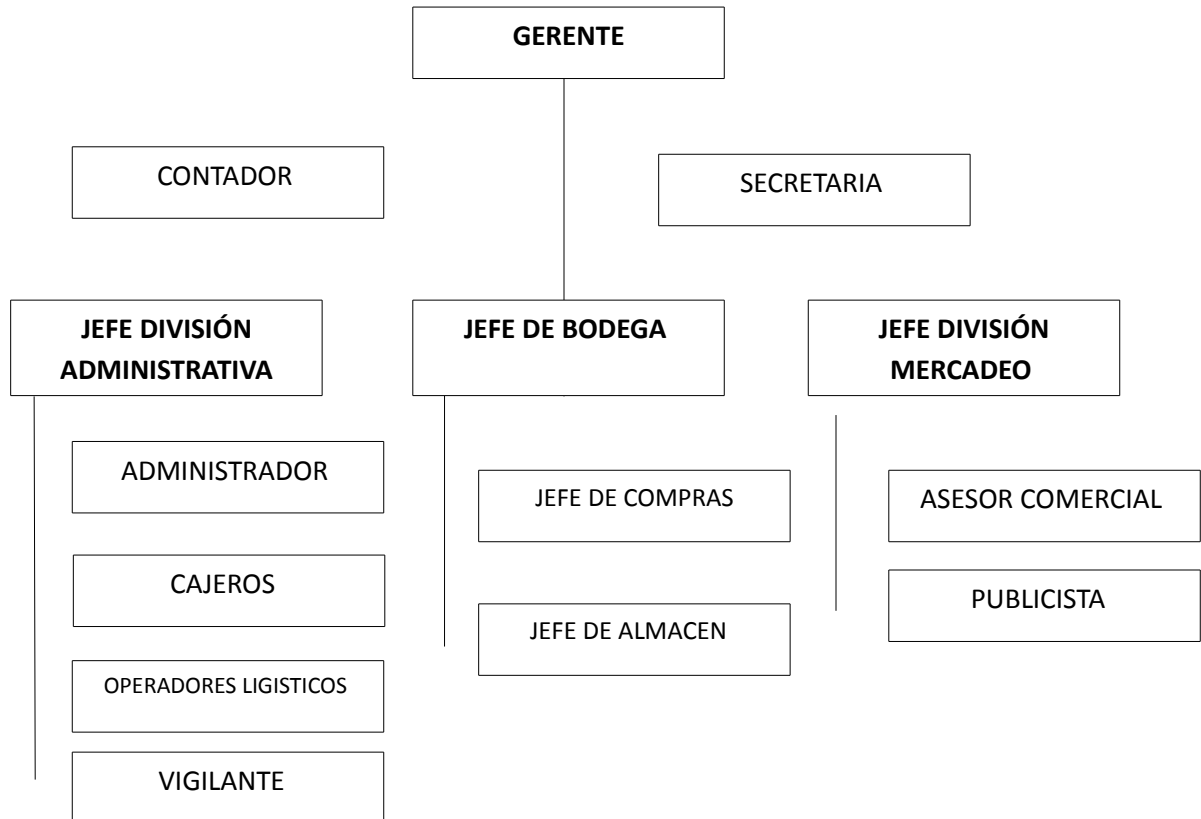 GERENTE
CONTADOR
SECRETARIA
JEFE DIVISIÓN
ADMINISTRATIVA
JEFE DE BODEGA
JEFE DIVISIÓN
MERCADEO
ADMINISTRADOR
CAJEROS
OPERADORES LIGISTICOS
VIGILANTE
JEFE DE COMPRAS
JEFE DE ALMACEN
ASESOR COMERCIAL
PUBLICISTA